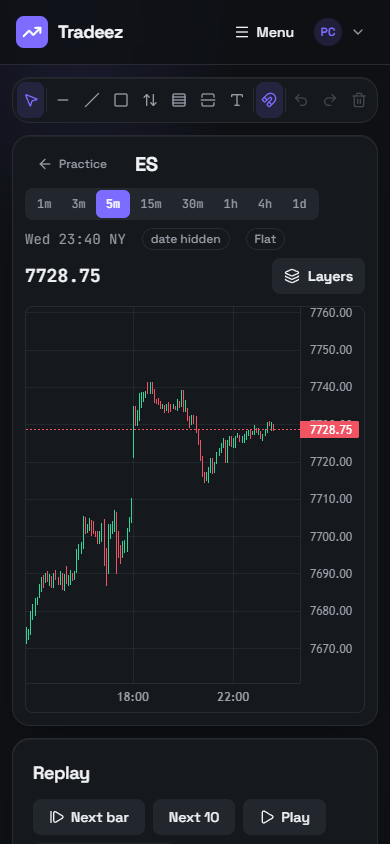 Tradeez
Menu
PC
T
Practice
ES
1m 3m 5m 15m 30m 1h 4h 1d
Wed 23:40 NY date hidden Flat
7728.75
Layers
7760.00
7750.00
7740.00
7728.75
7720.00
7710.00
7700.00
7690.00
7680.00
7670.00
18:00 22:00
Replay
Next bar Next 10 Play